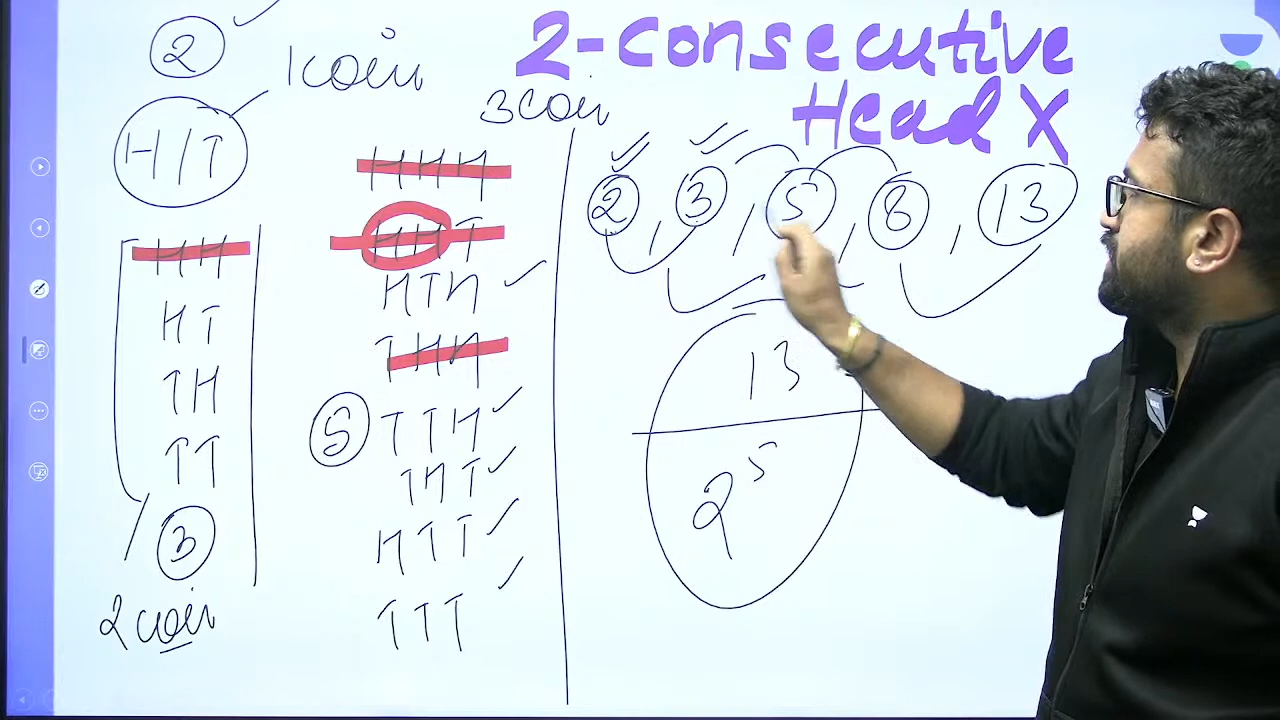 2
1 coin
H/T
HHH
HT
TH
TT
3
2 coin
3 coin
HHH
HHT
HTH
THH
5 TTH
THT
HTT
TTT
2-Consecutive
Head X
2, 3, 5, 8, 13
13
2^5